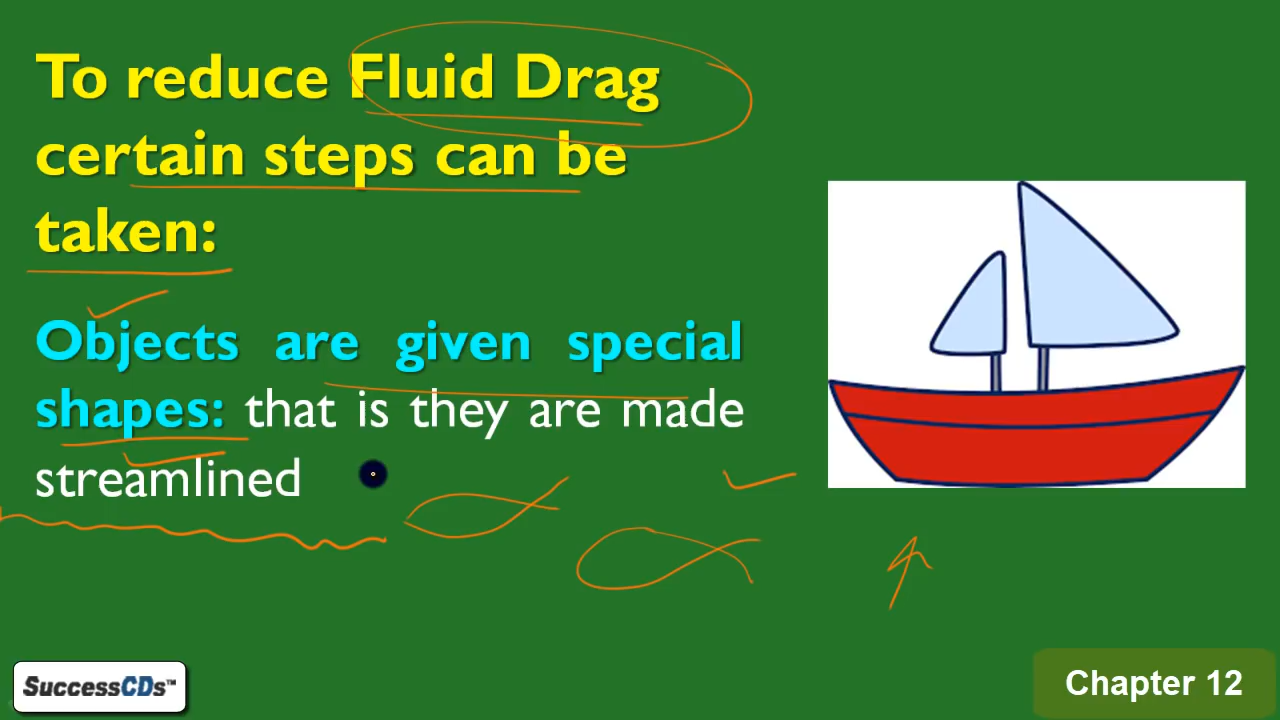 To reduce Fluid Drag
certain steps can be
taken:
Objects are given special
shapes: that is they are made
streamlined
SuccessCDs™
Chapter 12